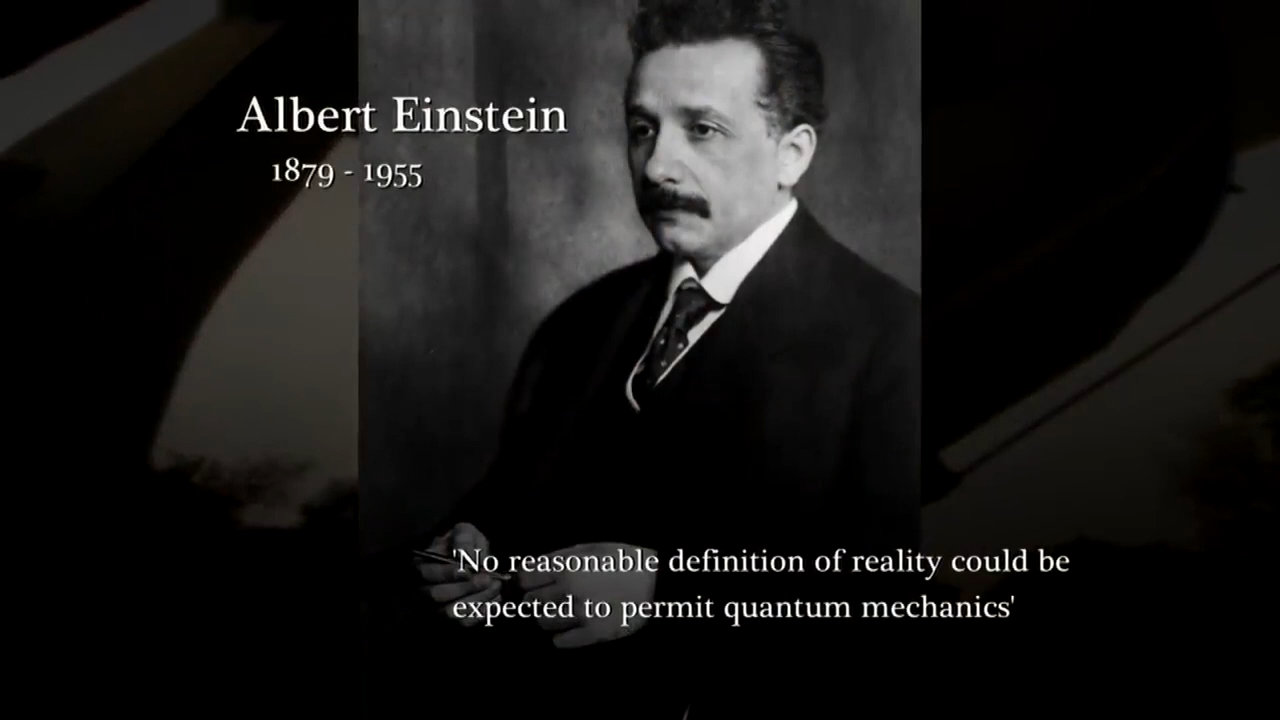 Albert Einstein
1879 - 1955
'No reasonable definition of reality could be
expected to permit quantum mechanics'